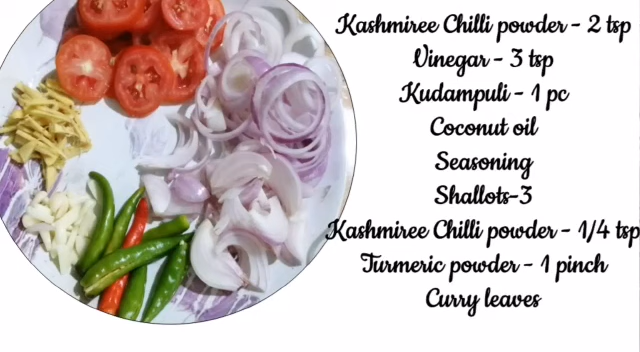 Kashmiree Chilli powder - 2 tsp
Vinegar - 3 tsp
Kudampuli - 1 pc
Coconut oil
Seasoning
Shallots-3
Kashmiree Chilli powder - 1/4 tsp
Turmeric powder - 1 pinch
Curry leaves